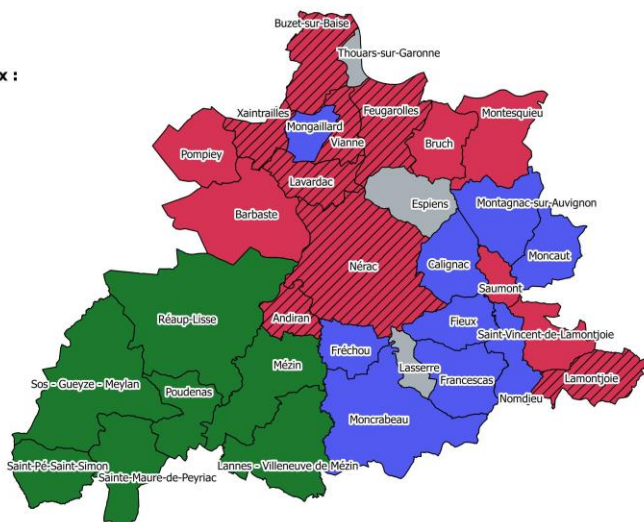 Buzet-sur-Baise
Thouars-sur-Garonne
x :
Xaintrailles
Feugarolles
Montesquieu
Mongaillard
Vianne
Bruch
Pompiey
Lavardac
Espiens
Montagnac-sur-Auvignon
Barbaste
Moncaut
Calignac
Nérac
Saumont
Réaup-Lisse
Andiran
Fieux
Saint-Vincent-de-Lamontjoie
Fréchou
Mézin
Lasserre
Francescas
Lamontjoie
Sos - Gueyze - Meylan
Poudenas
Nomdieu
Moncrabeau
Saint-Pé-Saint-Simon
Sainte-Maure-de-Peyriac
Lannes - Villeneuve de Mézin